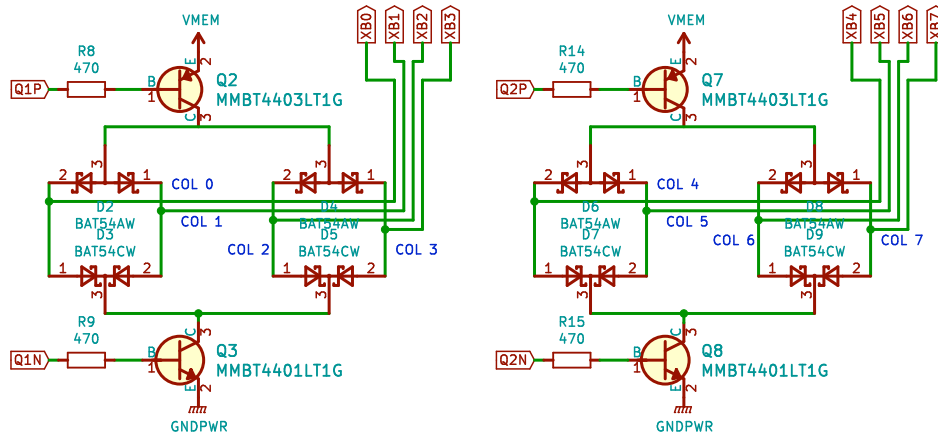 VMEM
XB0
XB1
XB2
XB3
R8
470
Q1P
B
1
E
2
Q2
MMBT4403LT1G
C
3
2
3
1
COL 0
2
3
1
D2
BAT54AW
COL 1
D4
BAT54AW
D3
BAT54CW
COL 2
D5
BAT54CW
COL 3
1
3
2
1
3
2
R9
470
Q1N
B
1
C
3
Q3
MMBT4401LT1G
E
2
GNDPWR
VMEM
XB4
XB5
XB6
XB7
R14
470
Q2P
B
1
E
2
Q7
MMBT4403LT1G
C
3
2
3
1
COL 4
2
3
1
D6
BAT54AW
COL 5
D8
BAT54AW
D7
BAT54CW
COL 6
D9
BAT54CW
COL 7
1
3
2
1
3
2
R15
470
Q2N
B
1
C
3
Q8
MMBT4401LT1G
E
2
GNDPWR